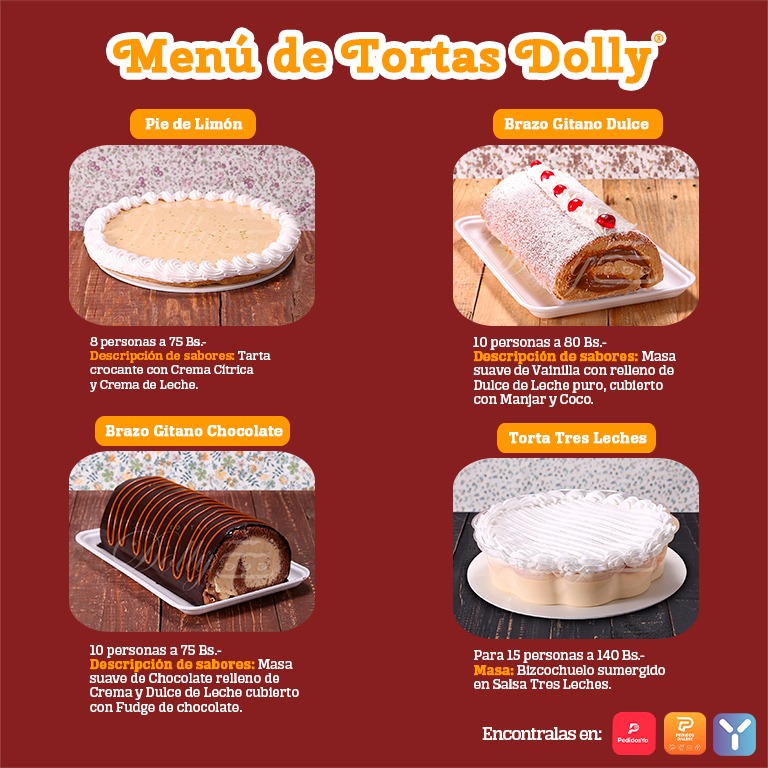 Menú de Tortas Dolly®
Pie de Limón
8 personas a 75 Bs.-
Descripción de sabores: Tarta
crocante con Crema Cítrica
y Crema de Leche.
Brazo Gitano Dulce
10 personas a 80 Bs.-
Descripción de sabores: Masa
suave de Vainilla con relleno de
Dulce de Leche puro, cubierto
con Manjar y Coco.
Brazo Gitano Chocolate
10 personas a 75 Bs.-
Descripción de sabores: Masa
suave de Chocolate relleno de
Crema y Dulce de Leche cubierto
con Fudge de chocolate.
Torta Tres Leches
Para 15 personas a 140 Bs.-
Masa: Bizcochuelo sumergido
en Salsa Tres Leches.
Encontralas en:
PedidosYa
PEDIDOS
ONLINE